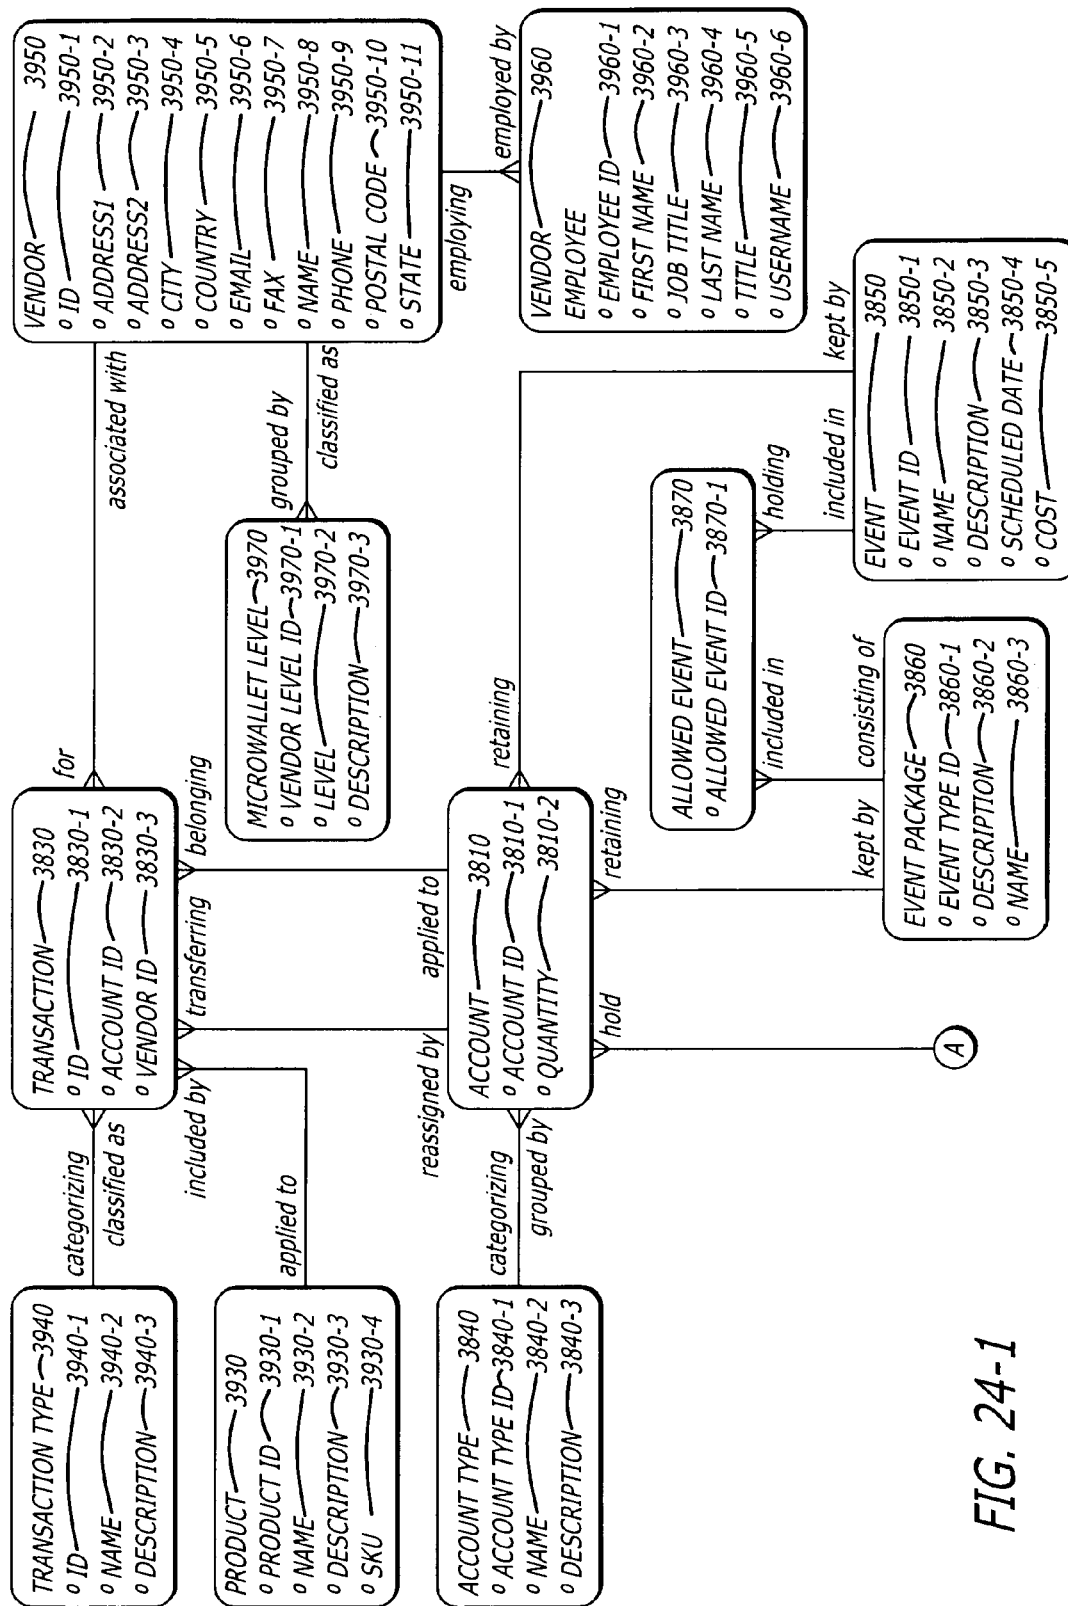 TRANSACTION TYPE 3940
o ID 3940-1
o NAME 3940-2
o DESCRIPTION 3940-3
categorizing
classified as
TRANSACTION 3830
o ID 3830-1
o ACCOUNT ID 3830-2
o VENDOR ID 3830-3
for
associated with
VENDOR 3950
o ID 3950-1
o ADDRESS1 3950-2
o ADDRESS2 3950-3
o CITY 3950-4
o COUNTRY 3950-5
o EMAIL 3950-6
o FAX 3950-7
o NAME 3950-8
o PHONE 3950-9
o POSTAL CODE 3950-10
o STATE 3950-11
included by
transferring
belonging
PRODUCT 3930
o PRODUCT ID 3930-1
o NAME 3930-2
o DESCRIPTION 3930-3
o SKU 3930-4
applied to
MICROWALLET LEVEL 3970
o VENDOR LEVEL ID 3970-1
o LEVEL 3970-2
o DESCRIPTION 3970-3
grouped by
classified as
reassigned by
applied to
employing
employed by
ACCOUNT TYPE 3840
o ACCOUNT TYPE ID 3840-1
o NAME 3840-2
o DESCRIPTION 3840-3
categorizing
grouped by
ACCOUNT 3810
o ACCOUNT ID 3810-1
o QUANTITY 3810-2
retaining
VENDOR 3960
EMPLOYEE
o EMPLOYEE ID 3960-1
o FIRST NAME 3960-2
o JOB TITLE 3960-3
o LAST NAME 3960-4
o TITLE 3960-5
o USERNAME 3960-6
hold
retaining
ALLOWED EVENT 3870
o ALLOWED EVENT ID 3870-1
included in
holding
kept by
consisting of
included in
kept by
A
EVENT PACKAGE 3860
o EVENT TYPE ID 3860-1
o DESCRIPTION 3860-2
o NAME 3860-3
EVENT 3850
o EVENT ID 3850-1
o NAME 3850-2
o DESCRIPTION 3850-3
o SCHEDULED DATE 3850-4
o COST 3850-5
FIG. 24-1